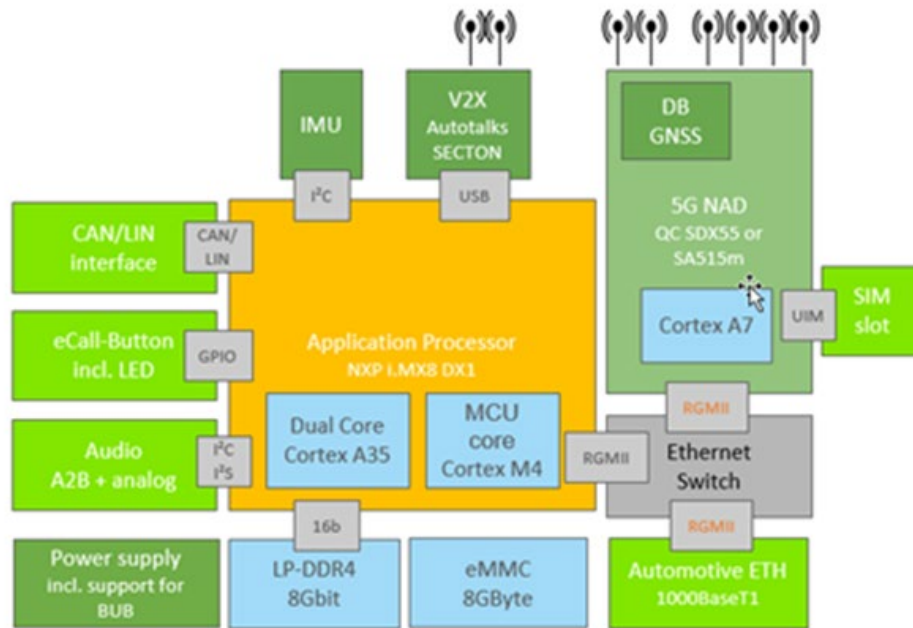 IMU
I²C
V2X
Autotalks
SECTON
USB
DB
GNSS
5G NAD
QC SDX55 or
SA515m
Cortex A7
UIM
SIM
slot
CAN/LIN
interface
CAN/
LIN
eCall-Button
incl. LED
GPIO
Audio
A2B + analog
I²C
I²S
Application Processor
NXP i.MX8 DX1
Dual Core
Cortex A35
MCU
core
Cortex M4
RGMII
RGMII
Ethernet
Switch
RGMII
16b
Power supply
incl. support for
BUB
LP-DDR4
8Gbit
eMMC
8GByte
Automotive ETH
1000BaseT1